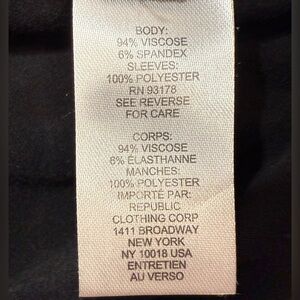 BODY:
94% VISCOSE
6% SPANDEX
SLEEVES:
100% POLYESTER
RN 93178
SEE REVERSE
FOR CARE
CORPS:
94% VISCOSE
6% ÉLASTHANNE
MANCHES:
100% POLYESTER
IMPORTÉ PAR:
REPUBLIC
CLOTHING CORP
1411 BROADWAY
NEW YORK
NY 10018 USA
ENTRETIEN
AU VERSO